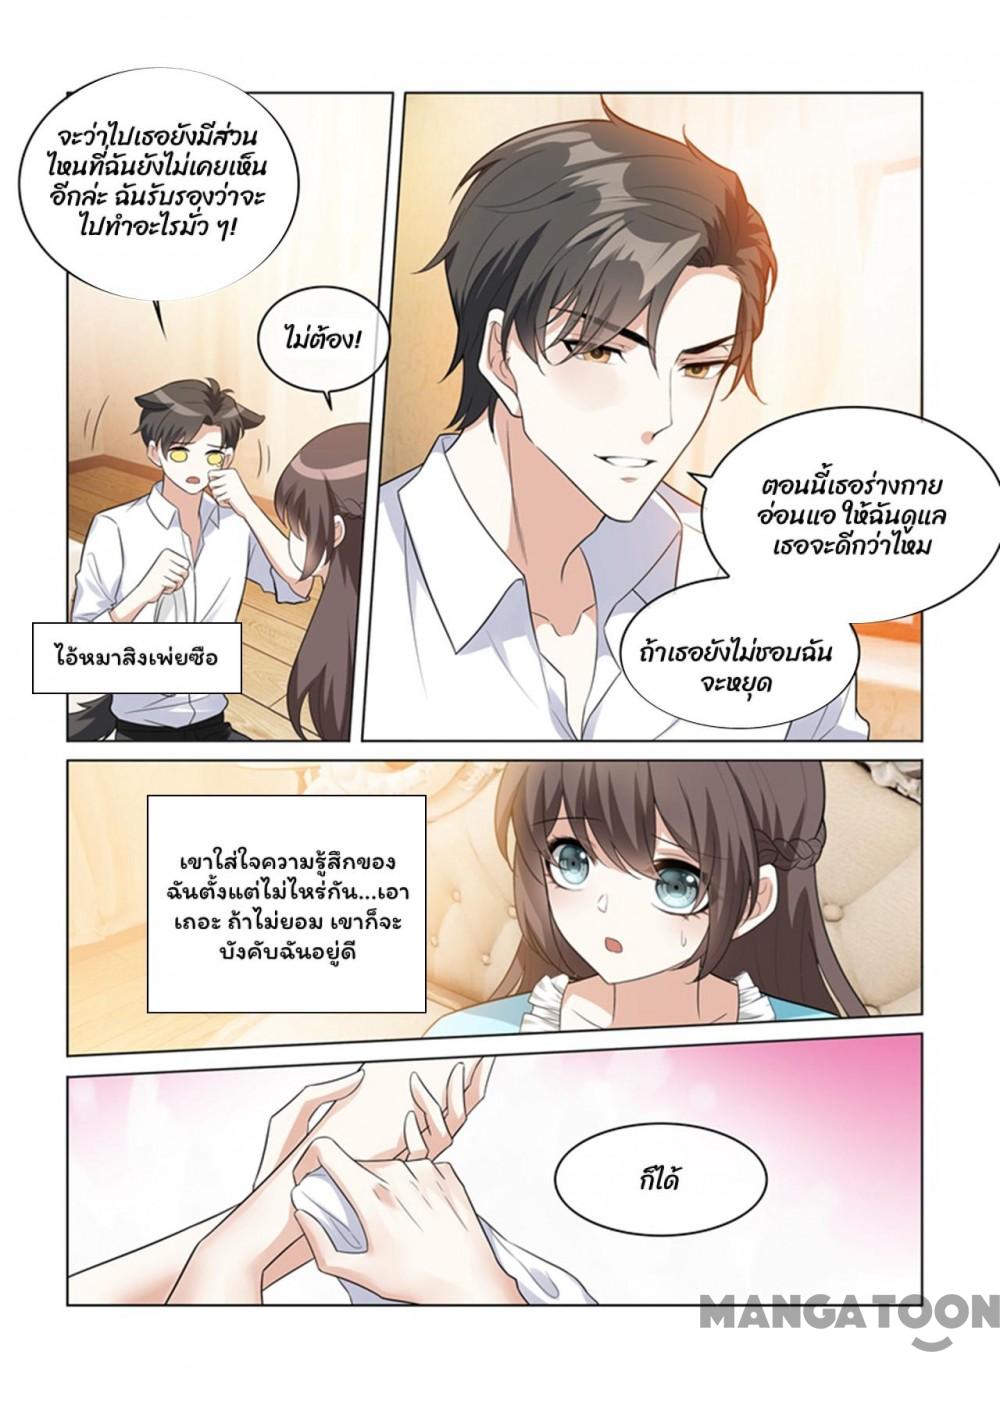 จะว่าไปเธอยังมีส่วน
ไหนที่ฉันยังไม่เคยเห็น
อีกล่ะ ฉันรับรองว่าจะ
ไปทำอะไรมั่ว ๆ!
ไม่ต้อง!
ไอ้หมาสิงเพ่ยซือ
ตอนนี้เธอร่างกาย
อ่อนแอ ให้ฉันดูแล
เธอจะดีกว่าไหม
ถ้าเธอยังไม่ชอบฉัน
จะหยุด
เขาใส่ใจความรู้สึกของ
ฉันตั้งแต่ไม่ไหร่กัน...เอา
เถอะ ถ้าไม่ยอม เขาก็จะ
บังคับฉันอยู่ดี
ก็ได้
MANGATOON